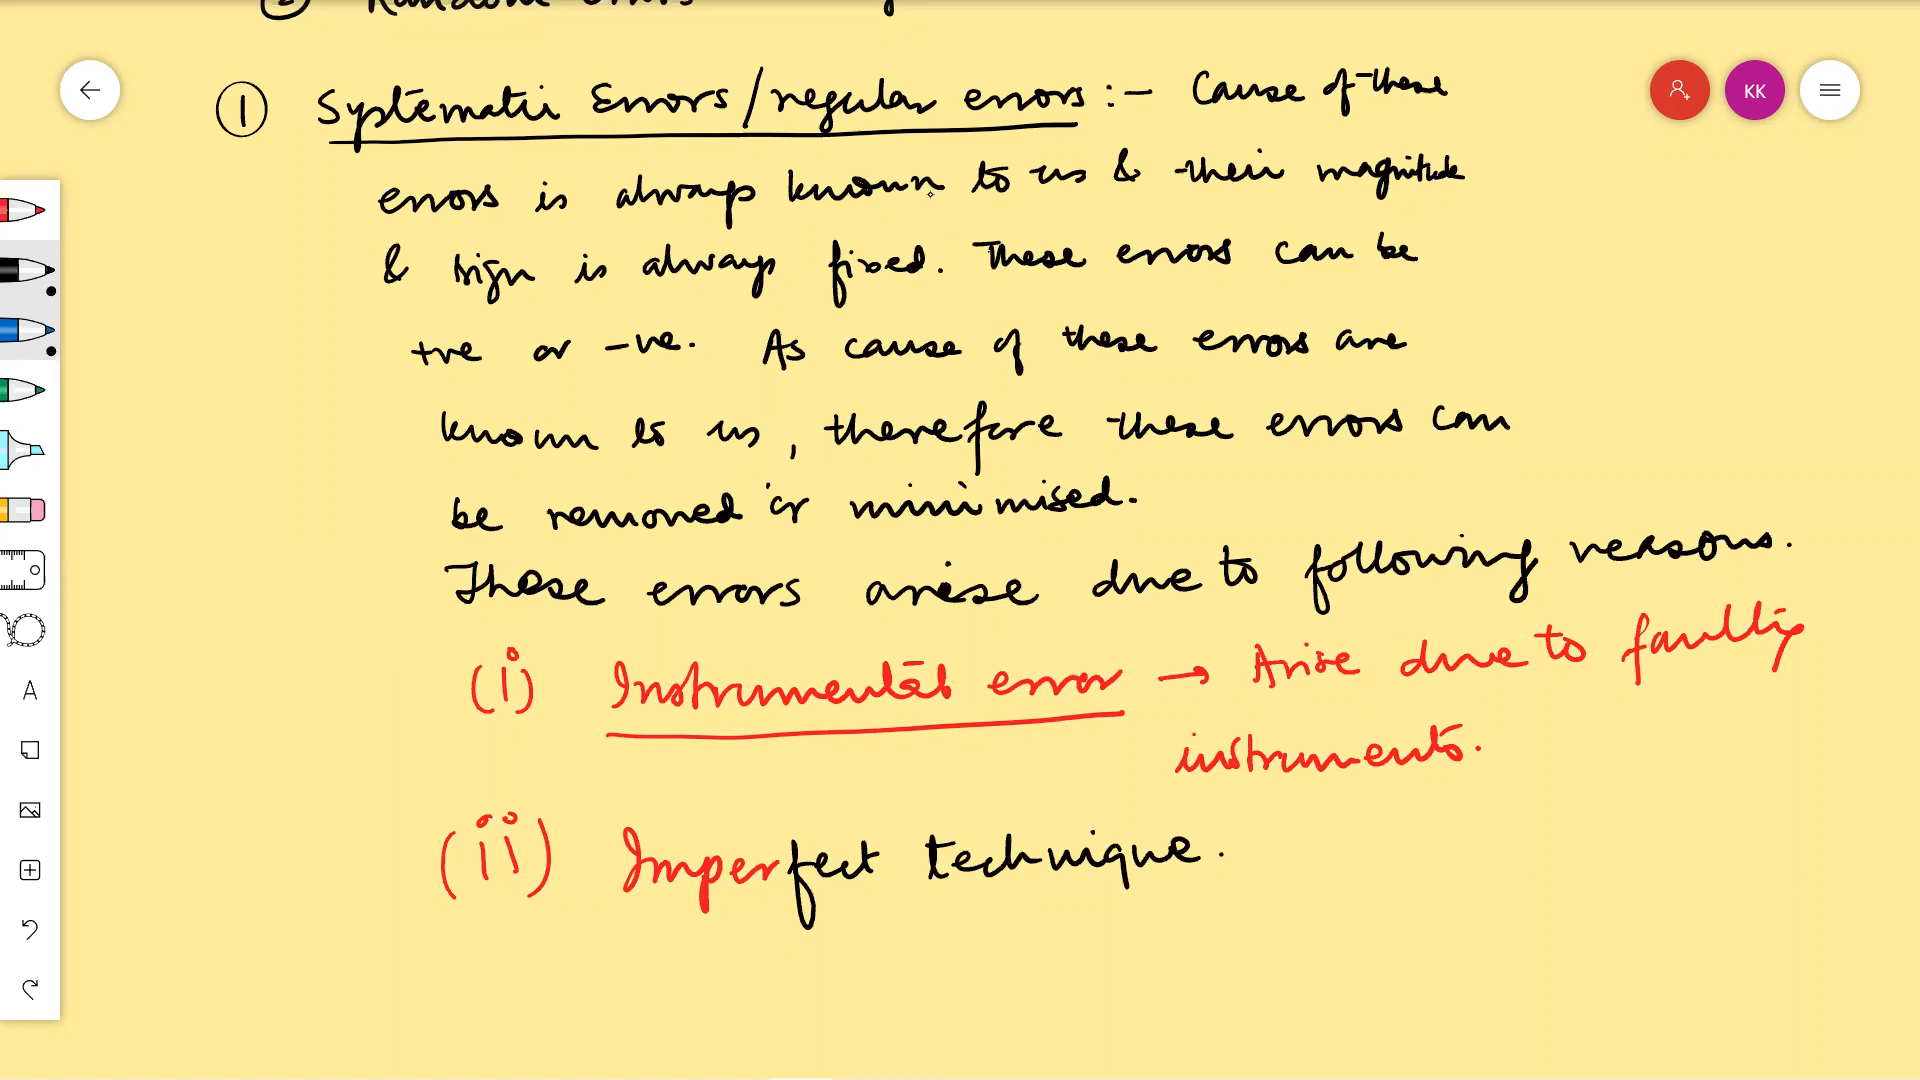 ② Random errors
① Systematic Errors/regular errors :- Cause of these
KK
errors is always known to us & their magnitude
& sign is always fixed. These errors can be
+ve or -ve. As cause of these errors are
known to us, therefore these errors can
be removed or minimised.
These errors arise due to following reasons.
(i) Instrumental error → Arise due to faulty
instruments.
(ii) Imperfect technique.
A